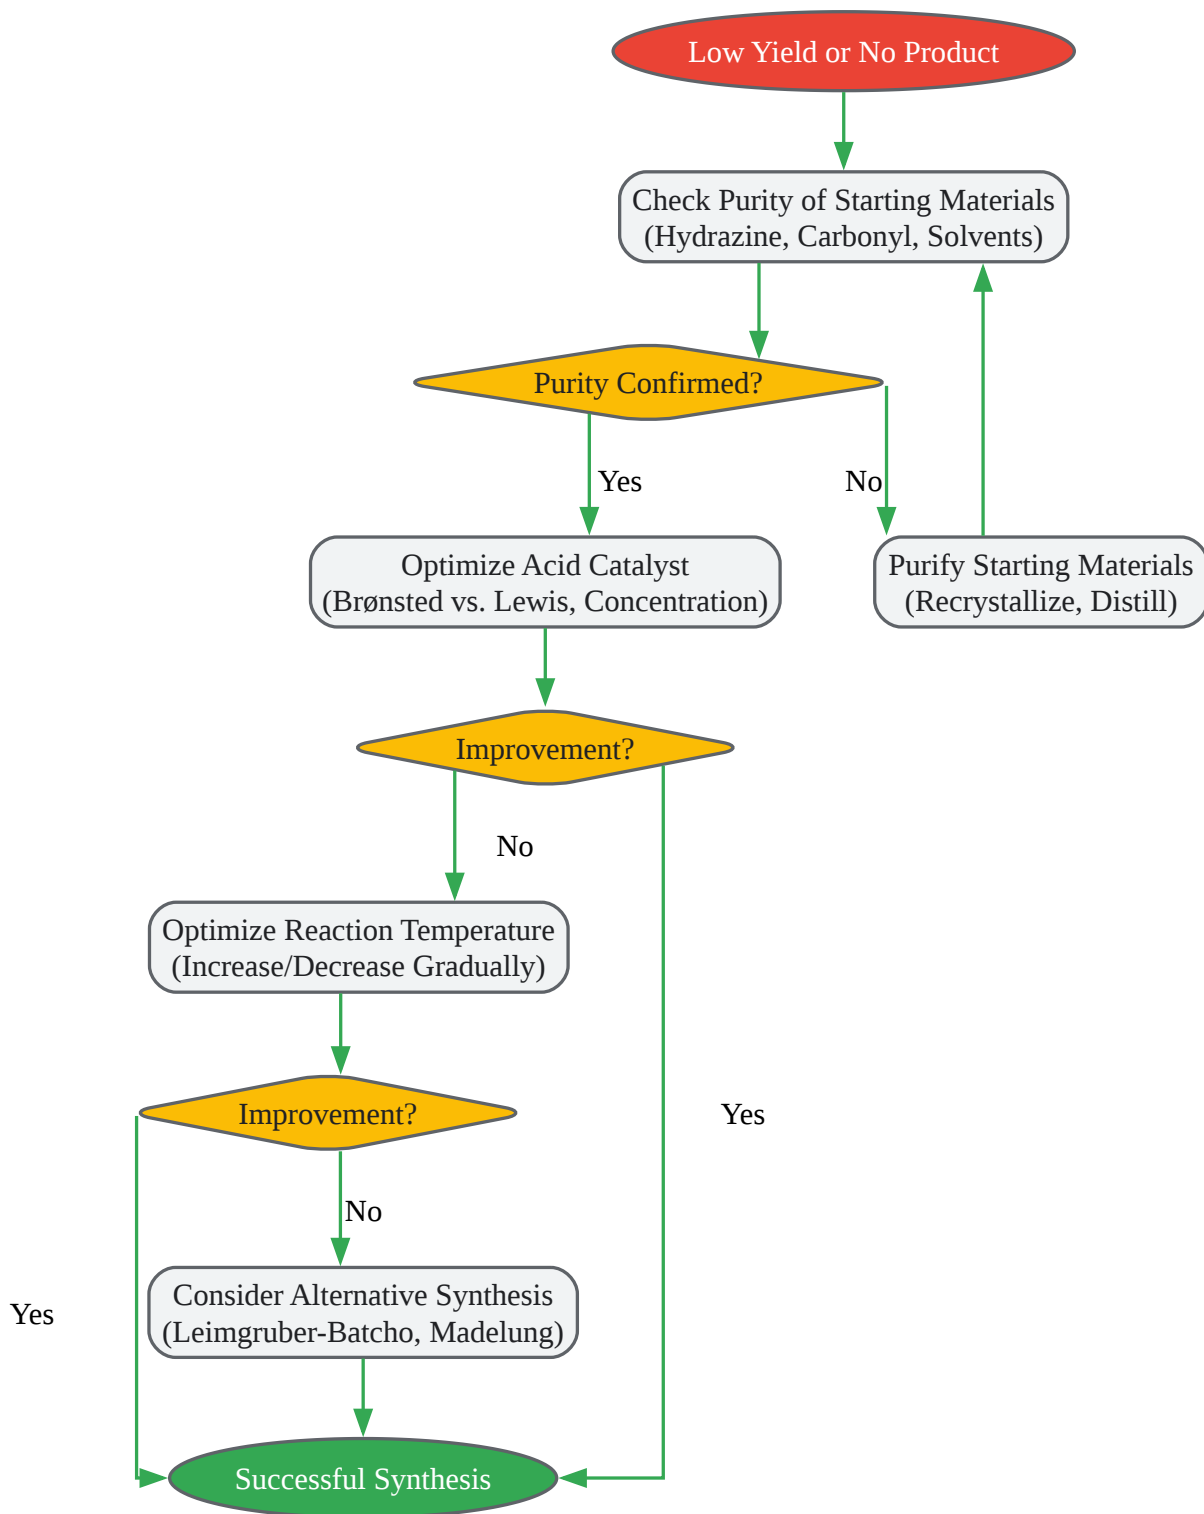 Low Yield or No Product
Check Purity of Starting Materials
(Hydrazine, Carbonyl, Solvents)
Purity Confirmed?
Yes
No
Optimize Acid Catalyst
(Brønsted vs. Lewis, Concentration)
Purify Starting Materials
(Recrystallize, Distill)
Improvement?
No
Optimize Reaction Temperature
(Increase/Decrease Gradually)
Improvement?
Yes
No
Consider Alternative Synthesis
(Leimgruber-Batcho, Madelung)
Yes
Successful Synthesis